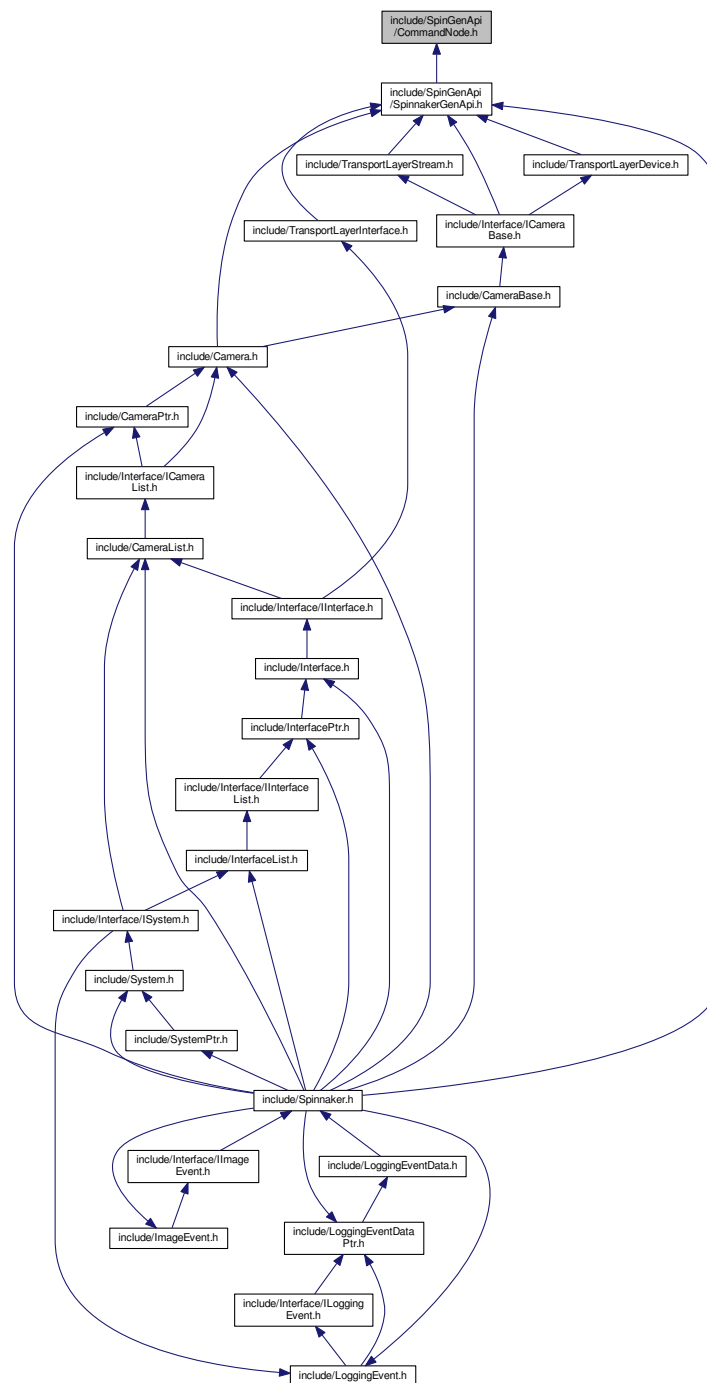 include/SpinGenApi
/CommandNode.h
include/SpinGenApi
/SpinnakerGenApi.h
include/TransportLayerStream.h
include/TransportLayerDevice.h
include/TransportLayerInterface.h
include/Interface/ICamera
Base.h
include/CameraBase.h
include/Camera.h
include/CameraPtr.h
include/Interface/ICamera
List.h
include/CameraList.h
include/Interface/IInterface.h
include/Interface.h
include/InterfacePtr.h
include/Interface/IInterface
List.h
include/InterfaceList.h
include/Interface/ISystem.h
include/System.h
include/SystemPtr.h
include/Spinnaker.h
include/Interface/IImage
Event.h
include/LoggingEventData.h
include/ImageEvent.h
include/LoggingEventData
Ptr.h
include/Interface/ILogging
Event.h
include/LoggingEvent.h